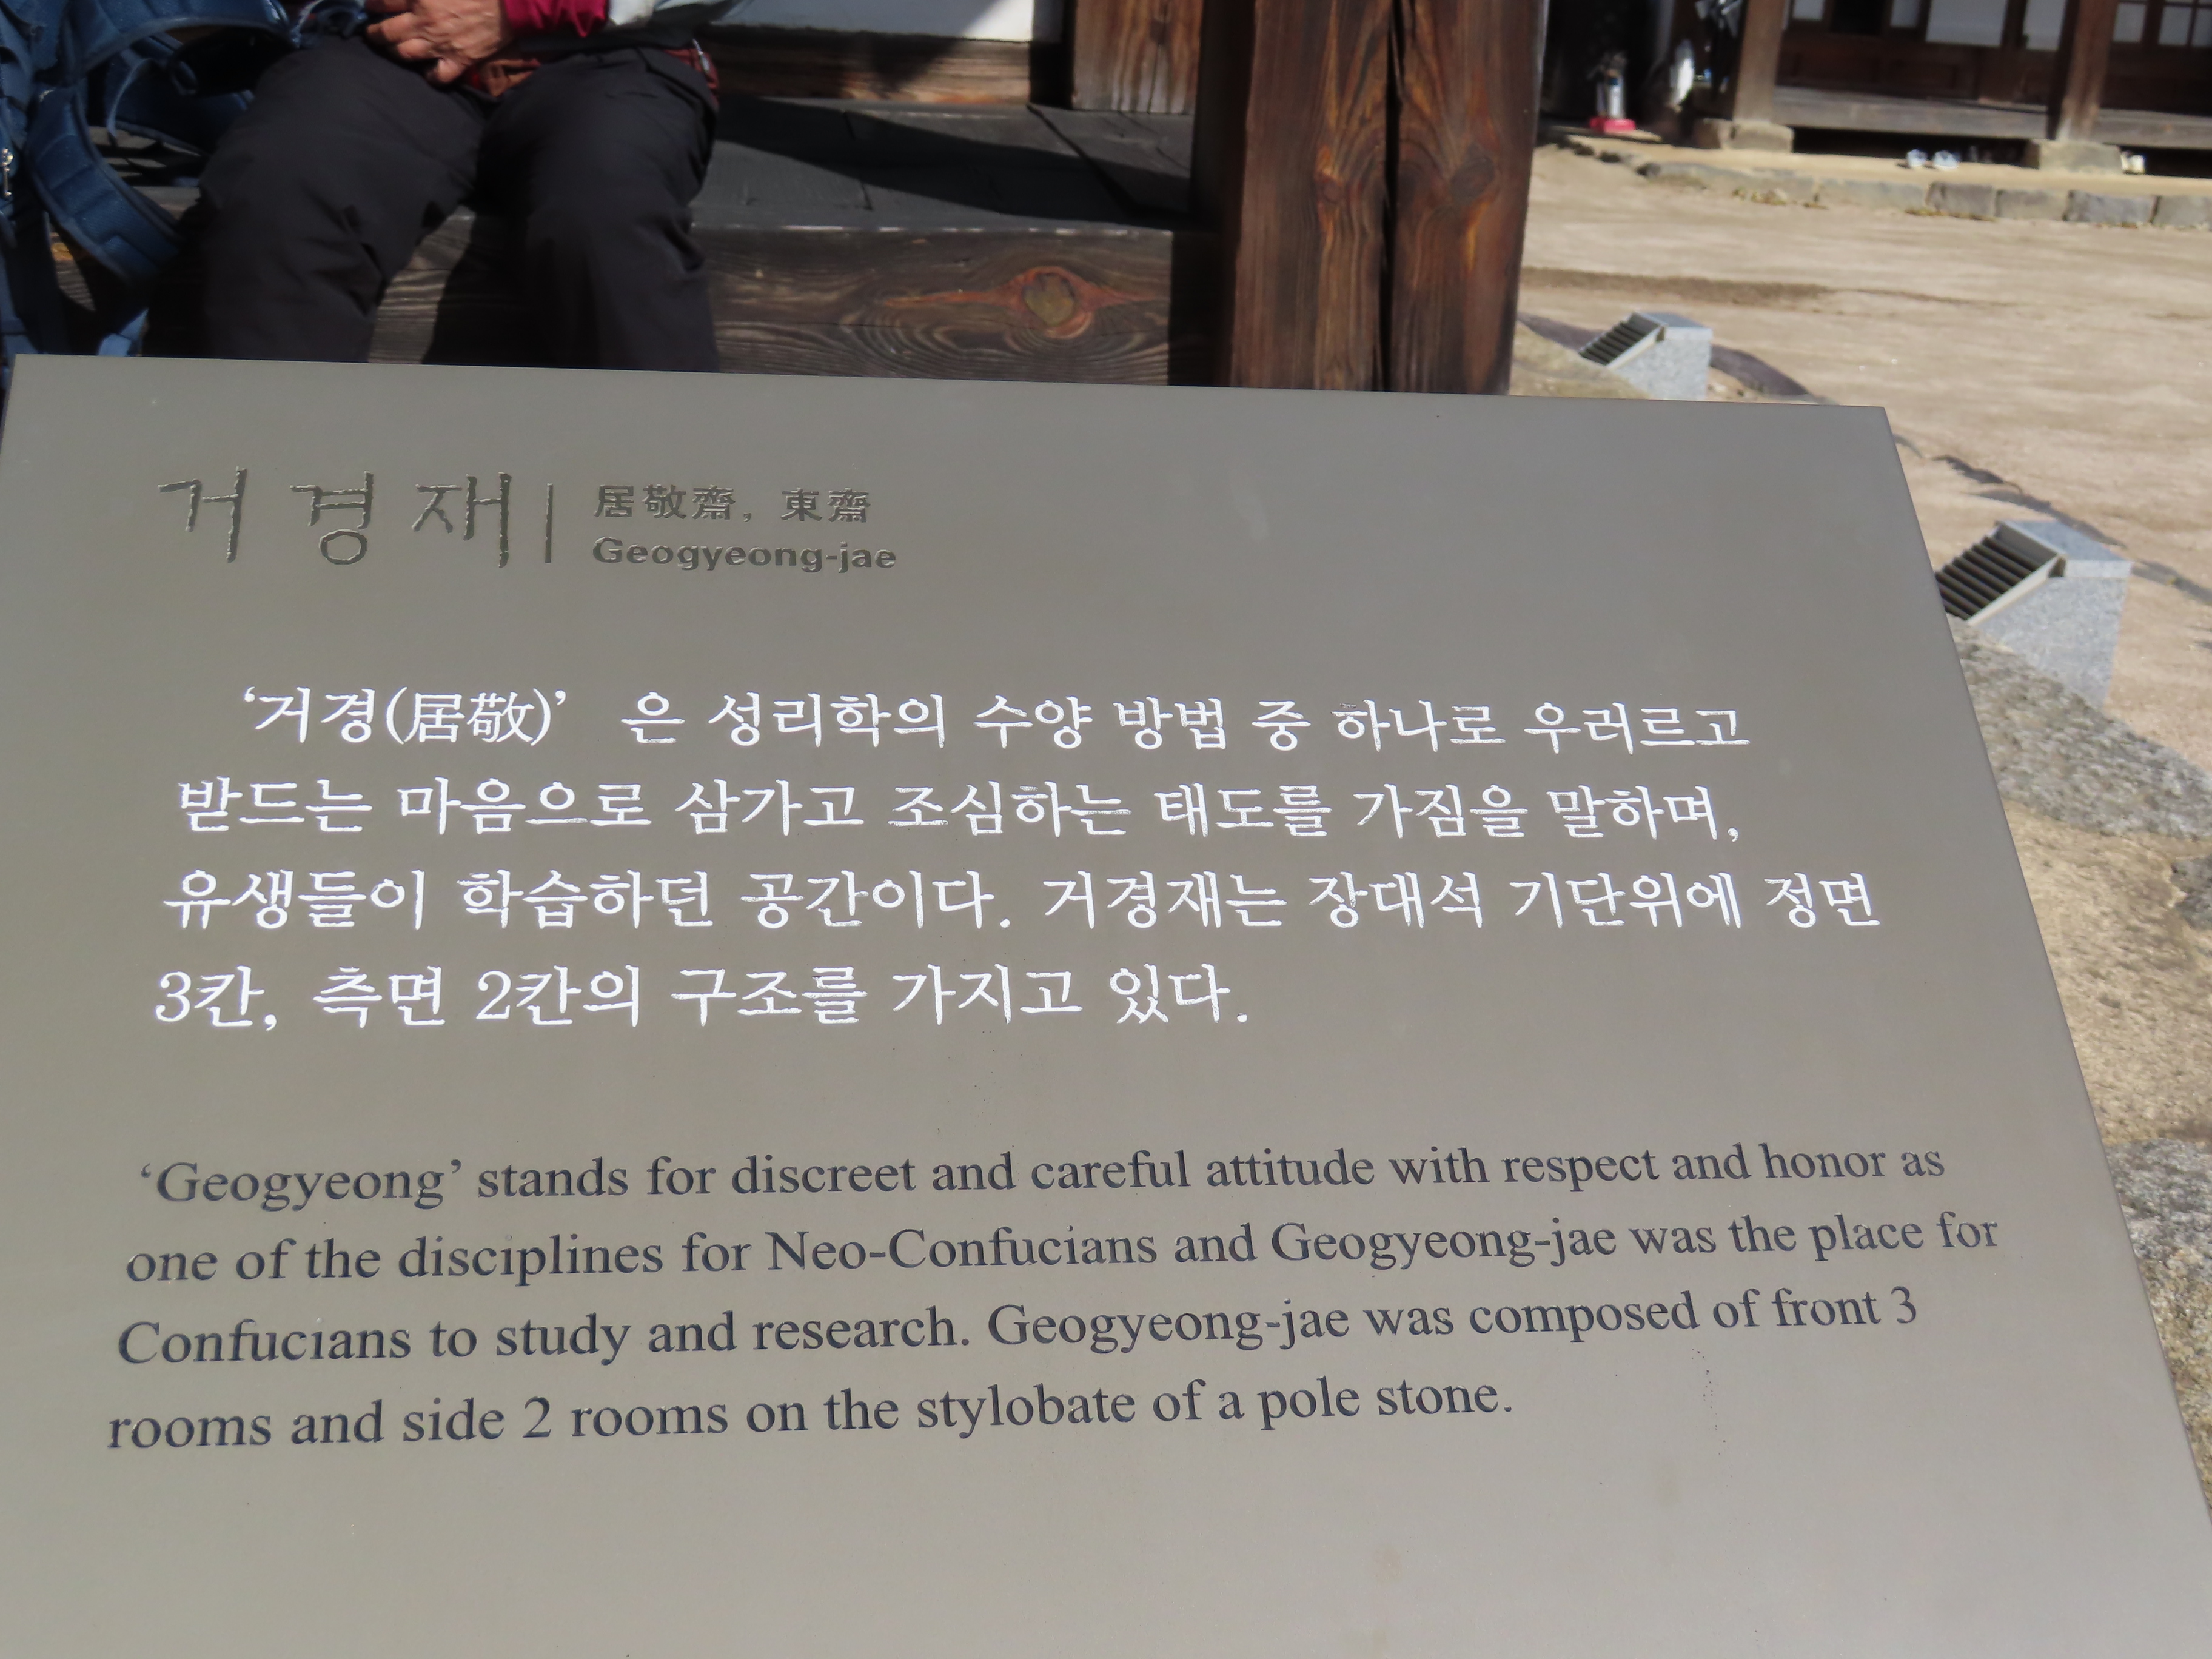 거경재 | 居敬齋, 東齋
Geogyeong-jae
‘거경(居敬)’ 은 성리학의 수양 방법 중 하나로 우러르고
받드는 마음으로 삼가고 조심하는 태도를 가짐을 말하며,
유생들이 학습하던 공간이다. 거경재는 장대석 기단위에 정면
3칸, 측면 2칸의 구조를 가지고 있다.
‘Geogyeong’ stands for discreet and careful attitude with respect and honor as
one of the disciplines for Neo-Confucians and Geogyeong-jae was the place for
Confucians to study and research. Geogyeong-jae was composed of front 3
rooms and side 2 rooms on the stylobate of a pole stone.